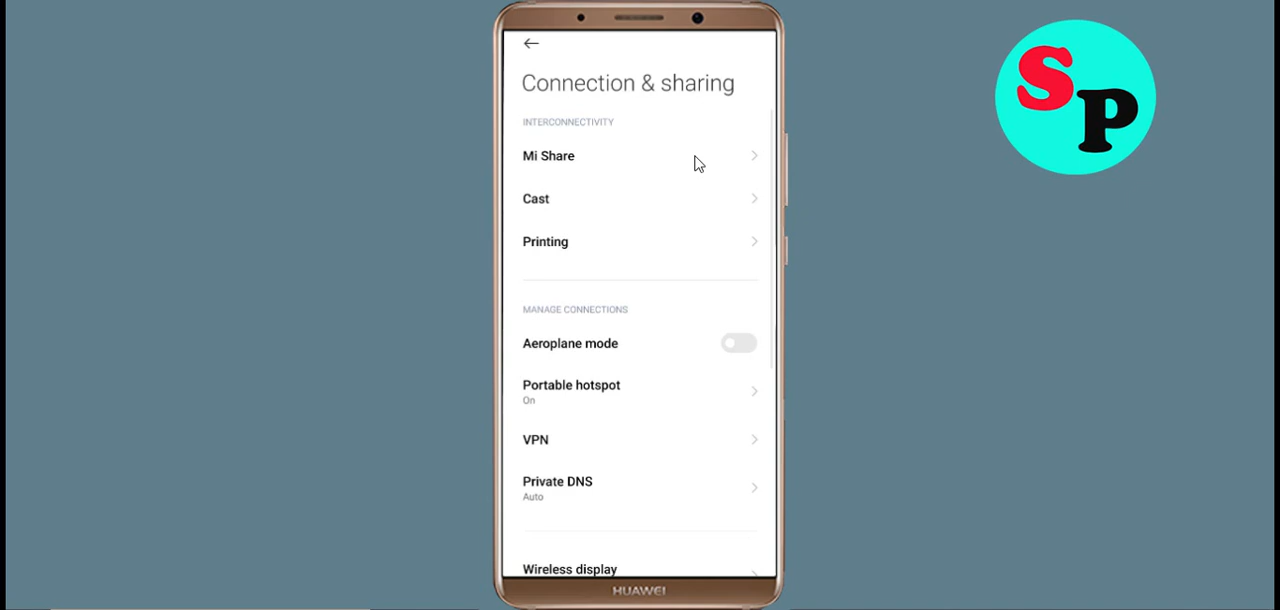 SP
Connection & sharing
INTERCONNECTIVITY
Mi Share
Cast
Printing
MANAGE CONNECTIONS
Aeroplane mode
Portable hotspot
On
VPN
Private DNS
Auto
Wireless display
HUAWEI